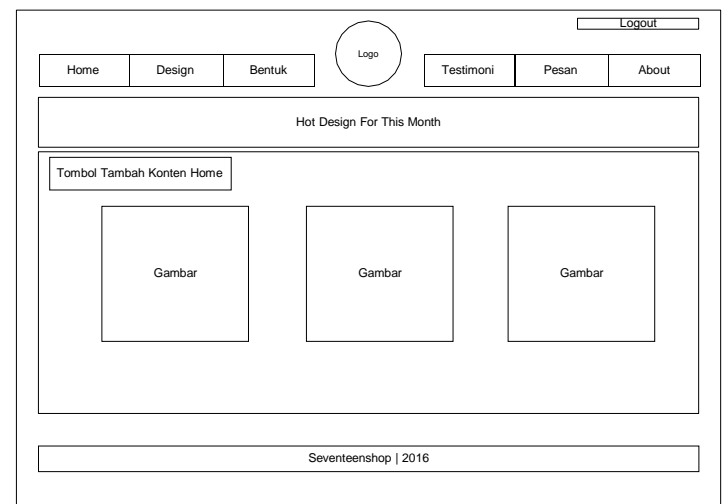 Logout
Home Design Bentuk Logo Testimoni Pesan About
Hot Design For This Month
Tombol Tambah Konten Home
Gambar Gambar Gambar
Seventeenshop | 2016